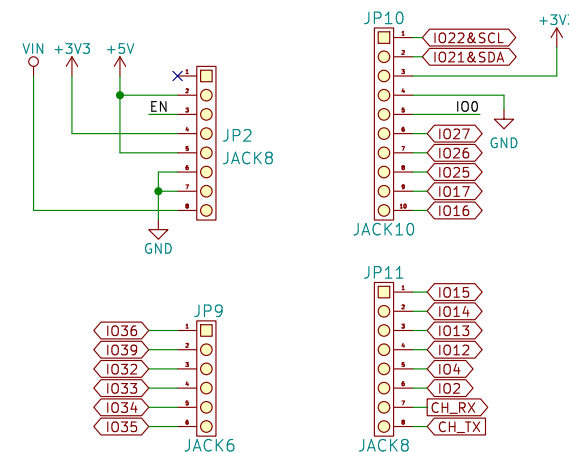 VIN +3V3 +5V
1
2
EN 3
4
5
6
7
8
JP2
JACK8
GND
JP10
+3V3
1 IO22&SCL
2 IO21&SDA
3
4
5 IO0
GND
6 IO27
7 IO26
8 IO25
9 IO17
10 IO16
JACK10
JP9
IO36 1
IO39 2
IO32 3
IO33 4
IO34 5
IO35 6
JACK6
JP11
1 IO15
2 IO14
3 IO13
4 IO12
5 IO4
6 IO2
7 CH_RX
8 CH_TX
JACK8